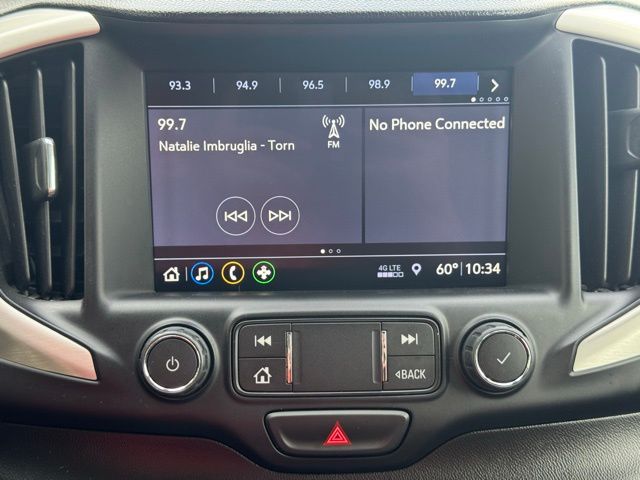 93.3 94.9 96.5 98.9 99.7
99.7
Natalie Imbruglia - Torn
FM
No Phone Connected
4G LTE
60° 10:34
BACK